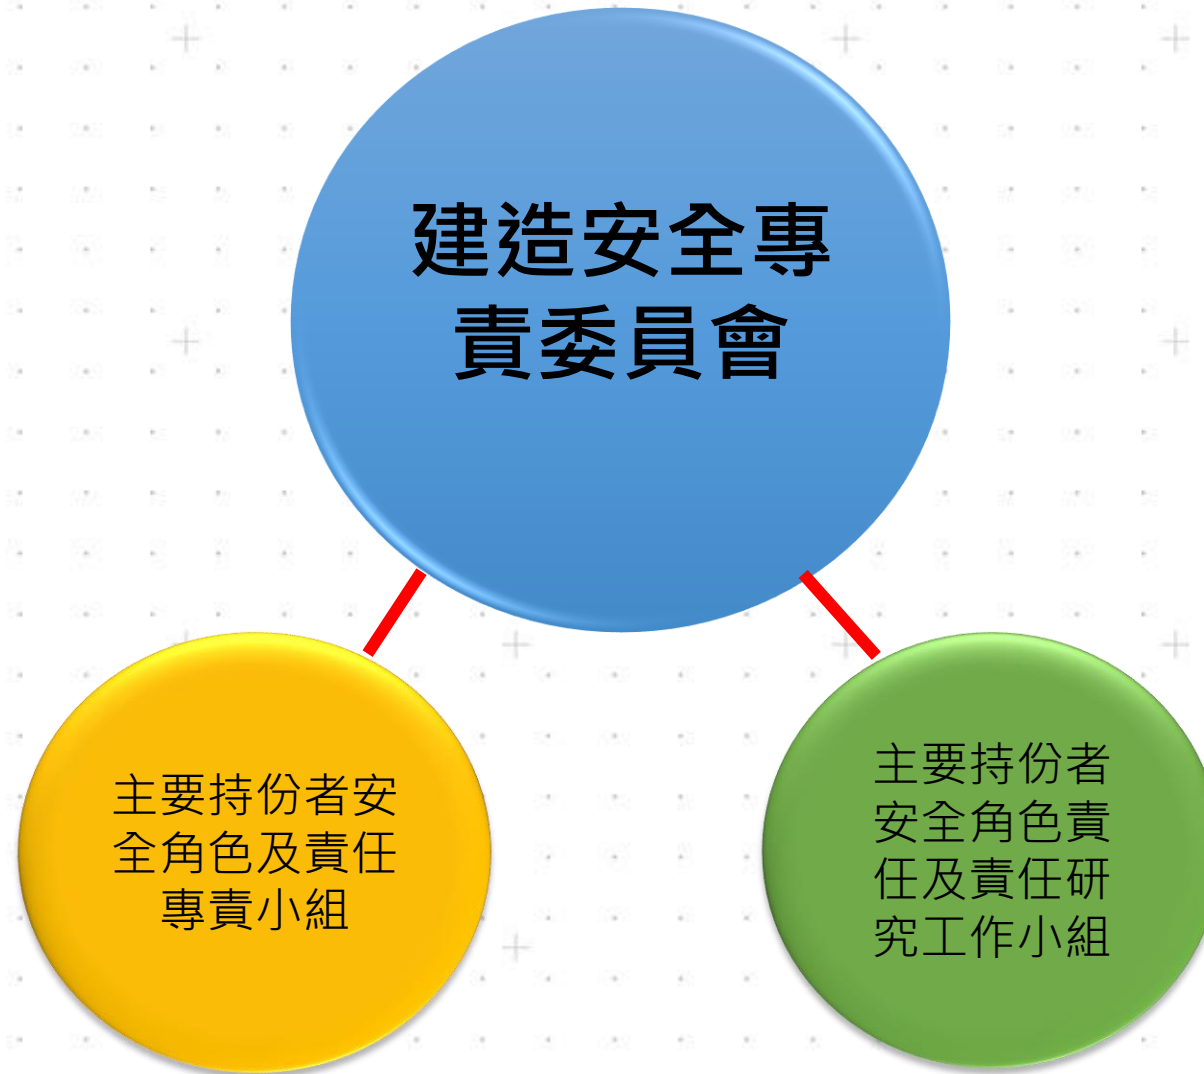 建造安全專
責委員會
主要持份者安
全角色及責任
專責小組
主要持份者
安全角色責
任及責任研
究工作小組